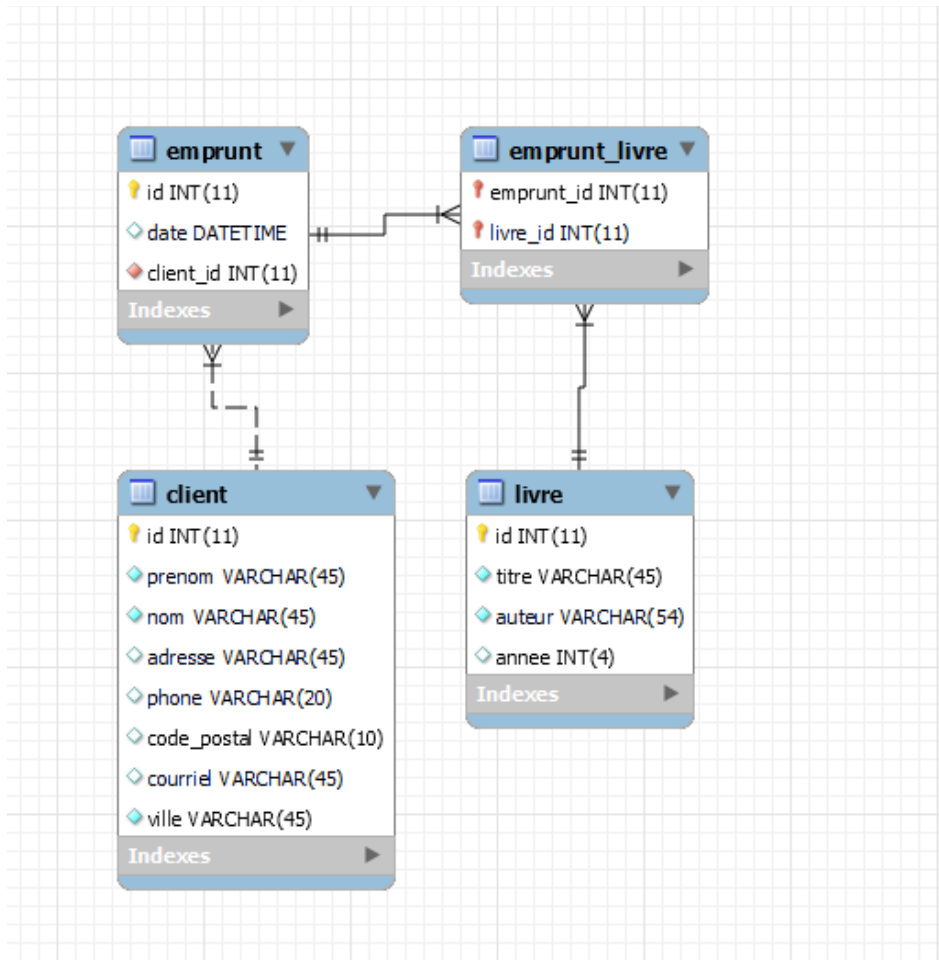 emprunt
id INT(11)
date DATETIME
client_id INT(11)
Indexes
emprunt_livre
emprunt_id INT(11)
livre_id INT(11)
Indexes
client
id INT(11)
prenom VARCHAR(45)
nom VARCHAR(45)
adresse VARCHAR(45)
phone VARCHAR(20)
code_postal VARCHAR(10)
courriel VARCHAR(45)
ville VARCHAR(45)
Indexes
livre
id INT(11)
titre VARCHAR(45)
auteur VARCHAR(54)
annee INT(4)
Indexes